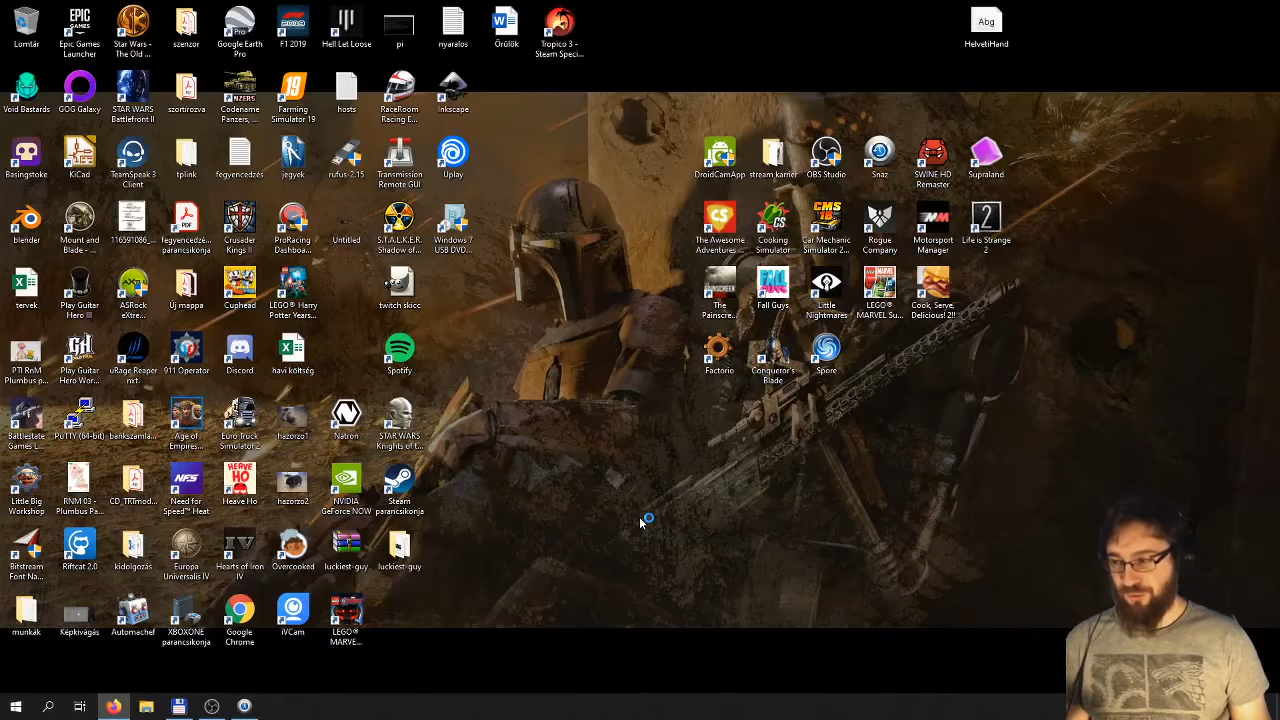 Lomtár
Epic Games
Launcher
Star Wars -
The Old ...
szenzor
Google Earth
Pro
F1 2019
Hell Let Loose
pi
nyaralos
Őrülök
Tropico 3 -
Steam Speci...
HelvetiHand
Void Bastards
GOG Galaxy
STAR WARS
Battlefront II
szortirozva
Codename
Panzers, ...
Farming
Simulator 19
hosts
RaceRoom
Racing E...
Inkscape
Barotrauma
KiCad
TeamSpeak 3
Client
tplink
fegyvencedzés
jegyek
rufus-2.15
Transmission
Remote GUI
Uplay
DroidCamApp
stream_karrier
OBS Studio
Snaz
SWINE HD
Remaster
Supraland
blender
Mount and
Blade - ...
116591086_...
fegyencedzé...
parancsikonja
Crusader
Kings II
ProRacing
Dashboa...
Untitled
S.T.A.L.K.E.R.
Shadow of...
Windows 7
USB DVD...
The Awesome
Adventures ...
Cooking
Simulator
Car Mechanic
Simulator 2...
Rogue
Company
Motorsport
Manager
Life is Strange
2
tervek
Play Guitar
Hero III
ASRock
eXtre...
Új mappa
Cuphead
LEGO® Harry
Potter Years...
twitch skicc
The
Painscre...
Fall Guys
Little
Nightmares
LEGO®
MARVEL Su...
Cook, Serve,
Delicious! 2!!
PTI RnM
Plumbus p...
Play Guitar
Hero Wor...
uRage Reaper
nxt.
911 Operator
Discord
havi költség
Spotify
Factorio
Conqueror's
Blade
Spore
Battlestate
Games L...
PuTTY (64-bit)
bankszamla...
Age of
Empires...
Euro Truck
Simulator 2
hazorzo1
Natron
STAR WARS
Knights of t...
Little Big
Workshop
RNM 03 -
Plumbus Pa...
CD_TRTmod...
Need for
Speed™ Heat
Heave Ho
hazorzo2
NVIDIA
GeForce NOW
Steam
parancsikonja
Bitstream
Font Na...
Riftcat 2.0
kidolgozás
Europa
Universalis IV
Hearts of Iron
IV
Overcooked
luckiest-guy
luckiest-guy
munkák
Képkivágás
Automachef
XBOXONE
parancsikonja
Google
Chrome
iVCam
LEGO®
MARVE...